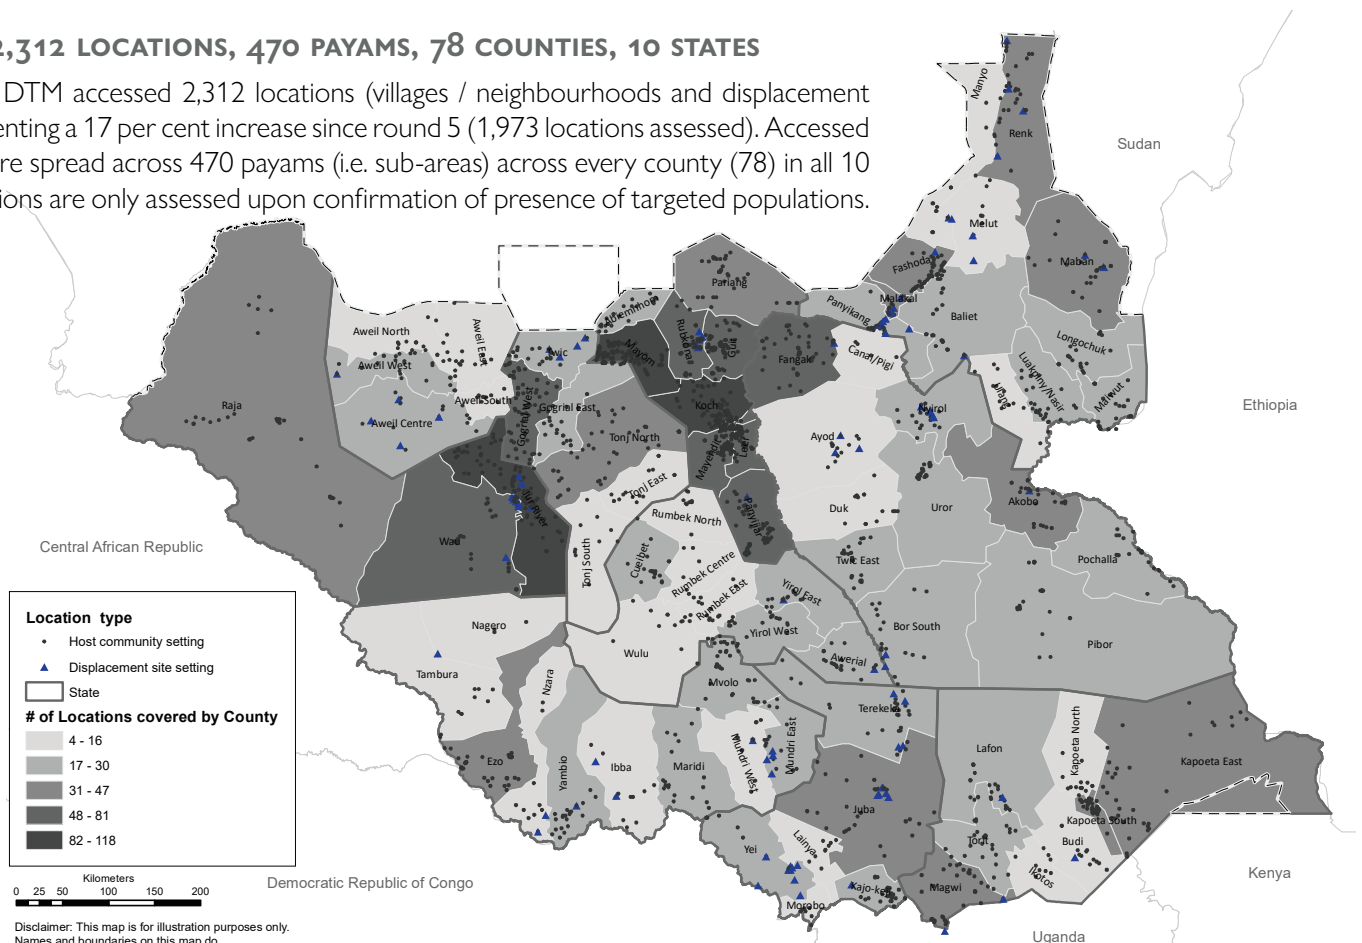 2,312 LOCATIONS, 470 PAYAMS, 78 COUNTIES, 10 STATES
DTM accessed 2,312 locations (villages / neighbourhoods and displacement
enting a 17 per cent increase since round 5 (1,973 locations assessed). Accessed
re spread across 470 payams (i.e. sub-areas) across every county (78) in all 10
ions are only assessed upon confirmation of presence of targeted populations.
Manyo
Renk
Sudan
Melut
Maban
Fashoda
Pariang
Malakal
Panyikang
Abiemnhom
Baliet
Aweil North
Aweil East
Rubkona
Guit
Mayom
Twic
Fangak
Canal/Pigi
Longochuk
Luakpiny/Nasir
Maiwut
Ulang
Aweil West
Aweil South
Gogrial West
Gogrial East
Koch
Nyirol
Ethiopia
Raja
Aweil Centre
Tonj North
Mayendit
Leer
Ayod
Tonj East
Jur River
Panyijiar
Duk
Uror
Akobo
Rumbek North
Central African Republic
Wau
Tonj South
Cueibet
Rumbek Centre
Rumbek East
Twic East
Pochalla
Yirol East
Nagero
Yirol West
Bor South
Pibor
Wulu
Awerial
Tambura
Nzara
Mvolo
Terekeka
Kapoeta North
Mundri East
Mundri West
Lafon
Kapoeta East
Ezo
Yambio
Ibba
Maridi
Juba
Kapoeta South
Torit
Budi
Lainya
Yei
Ikotos
Kajo-keji
Magwi
Morobo
Kenya
Democratic Republic of Congo
Uganda
Location type
Host community setting
Displacement site setting
State
# of Locations covered by County
4 - 16
17 - 30
31 - 47
48 - 81
82 - 118
Kilometers
0 25 50 100 150 200
Disclaimer: This map is for illustration purposes only.
Names and boundaries on this map do